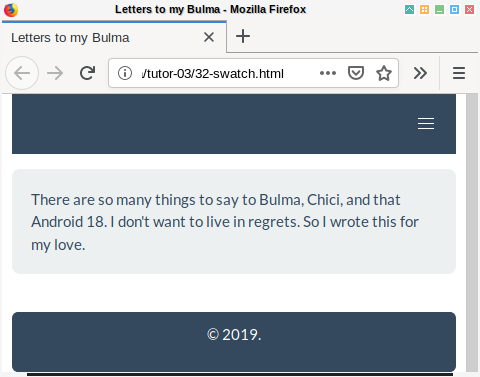 Letters to my Bulma - Mozilla Firefox
Letters to my Bulma
/tutor-03/32-swatch.html
There are so many things to say to Bulma, Chici, and that
Android 18. I don't want to live in regrets. So I wrote this for
my love.
© 2019.